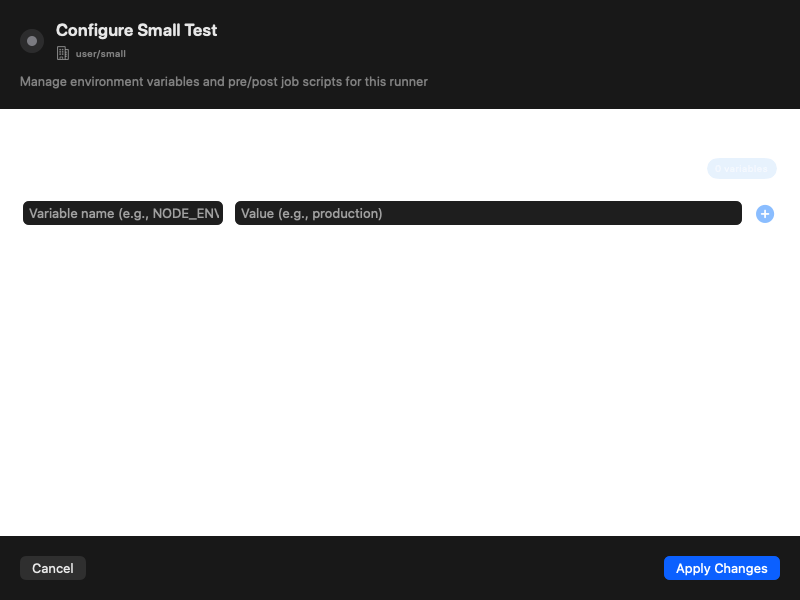 Configure Small Test
user/small
Manage environment variables and pre/post job scripts for this runner
Variable name (e.g., NODE_EN
Value (e.g., production)
Cancel
Apply Changes